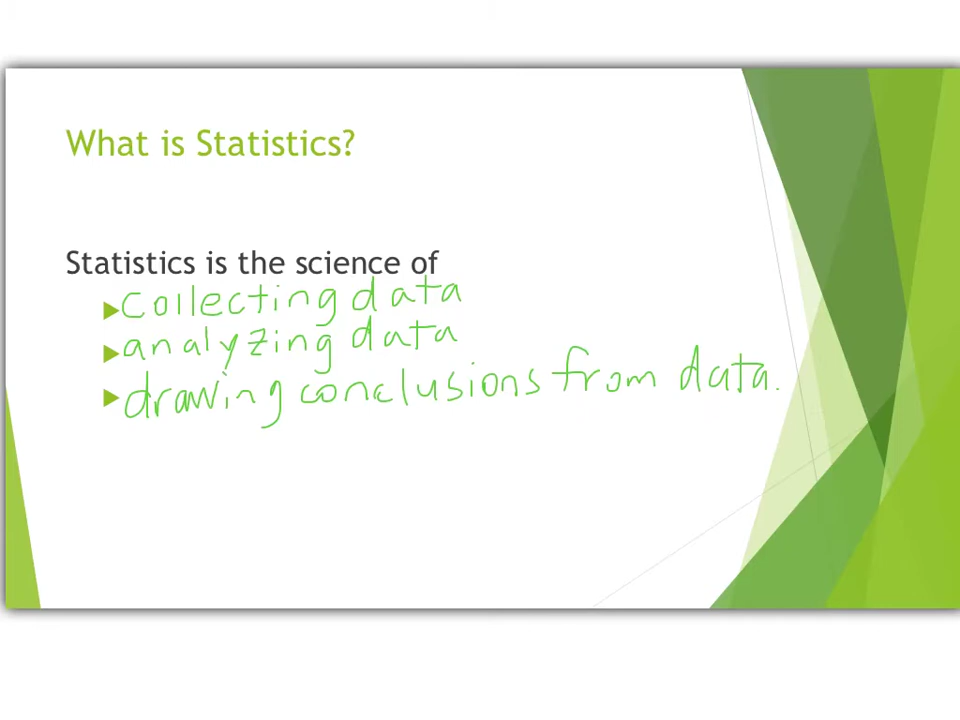 What is Statistics?
Statistics is the science of
collecting data
analyzing data
drawing conclusions from data.